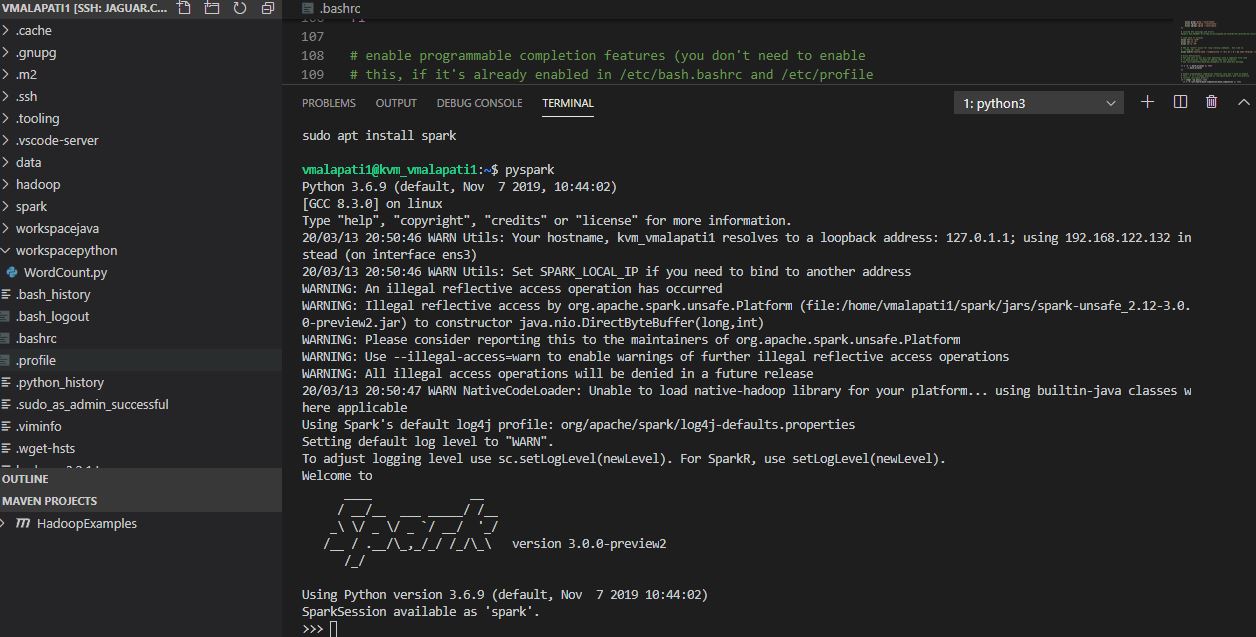 VMALAPATI1 [SSH: JAGUAR.C...
.cache
.gnupg
.m2
.ssh
.tooling
.vscode-server
data
hadoop
spark
workspacejava
workspacepython
WordCount.py
.bash_history
.bash_logout
.bashrc
.profile
.python_history
.sudo_as_admin_successful
.viminfo
.wget-hsts
OUTLINE
MAVEN PROJECTS
HadoopExamples
.bashrc
106 fi
107
108 # enable programmable completion features (you don't need to enable
109 # this, if it's already enabled in /etc/bash.bashrc and /etc/profile
PROBLEMS OUTPUT DEBUG CONSOLE TERMINAL 1: python3
sudo apt install spark
vmalapati1@kvm_vmalapati1:~$ pyspark
Python 3.6.9 (default, Nov  7 2019, 10:44:02)
[GCC 8.3.0] on linux
Type "help", "copyright", "credits" or "license" for more information.
20/03/13 20:50:46 WARN Utils: Your hostname, kvm_vmalapati1 resolves to a loopback address: 127.0.1.1; using 192.168.122.132 in
stead (on interface ens3)
20/03/13 20:50:46 WARN Utils: Set SPARK_LOCAL_IP if you need to bind to another address
WARNING: An illegal reflective access operation has occurred
WARNING: Illegal reflective access by org.apache.spark.unsafe.Platform (file:/home/vmalapati1/spark/jars/spark-unsafe_2.12-3.0.
0-preview2.jar) to constructor java.nio.DirectByteBuffer(long,int)
WARNING: Please consider reporting this to the maintainers of org.apache.spark.unsafe.Platform
WARNING: Use --illegal-access=warn to enable warnings of further illegal reflective access operations
WARNING: All illegal access operations will be denied in a future release
20/03/13 20:50:47 WARN NativeCodeLoader: Unable to load native-hadoop library for your platform... using builtin-java classes w
here applicable
Using Spark's default log4j profile: org/apache/spark/log4j-defaults.properties
Setting default log level to "WARN".
To adjust logging level use sc.setLogLevel(newLevel). For SparkR, use setLogLevel(newLevel).
Welcome to
      ____              __
     / __/__  ___ _____/ /__
    _\ \/ _ \/ _ `/ __/  '_/
   /__ / .__/\_,_/_/ /_/\_\   version 3.0.0-preview2
      /_/
Using Python version 3.6.9 (default, Nov  7 2019 10:44:02)
SparkSession available as 'spark'.
>>>